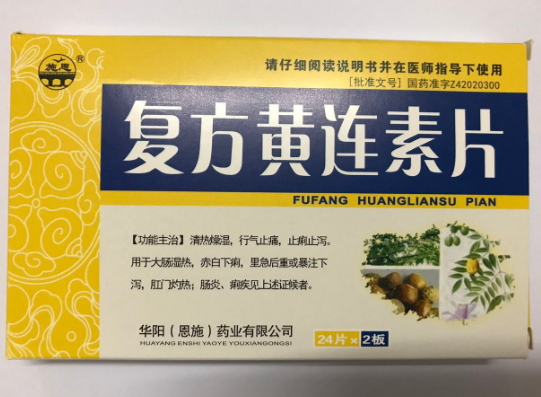 施恩
®
请仔细阅读说明书并在医师指导下使用
[批准文号] 国药准字Z42020300
复方黄连素片
FUFANG HUANGLIANSU PIAN
【功能主治】清热燥湿，行气止痛，止痢止泻。
用于大肠湿热，赤白下痢，里急后重或暴注下
泻，肛门灼热；肠炎、痢疾见上述证候者。
华阳（恩施）药业有限公司
HUAYANG ENSHI YAOYE YOUXIANGONGSI
24片×2板